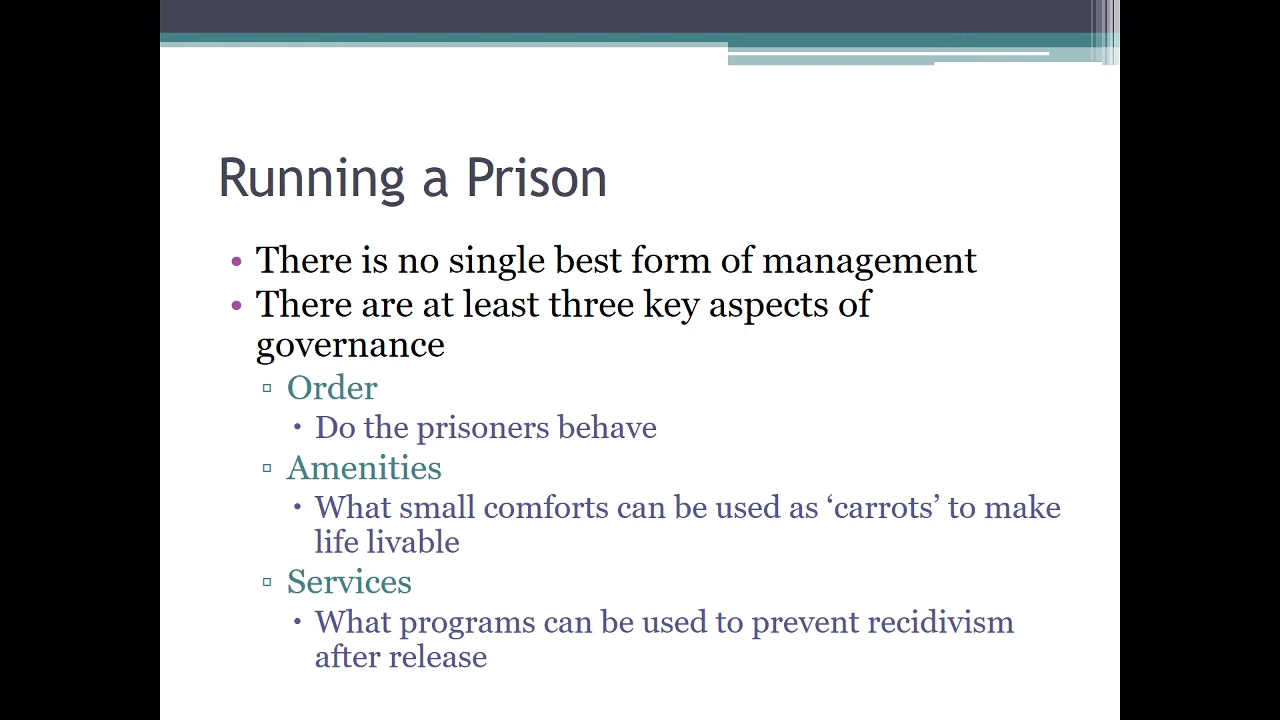 Running a Prison
• There is no single best form of management
• There are at least three key aspects of
governance
▫ Order
• Do the prisoners behave
▫ Amenities
• What small comforts can be used as ‘carrots’ to make
life livable
▫ Services
• What programs can be used to prevent recidivism
after release